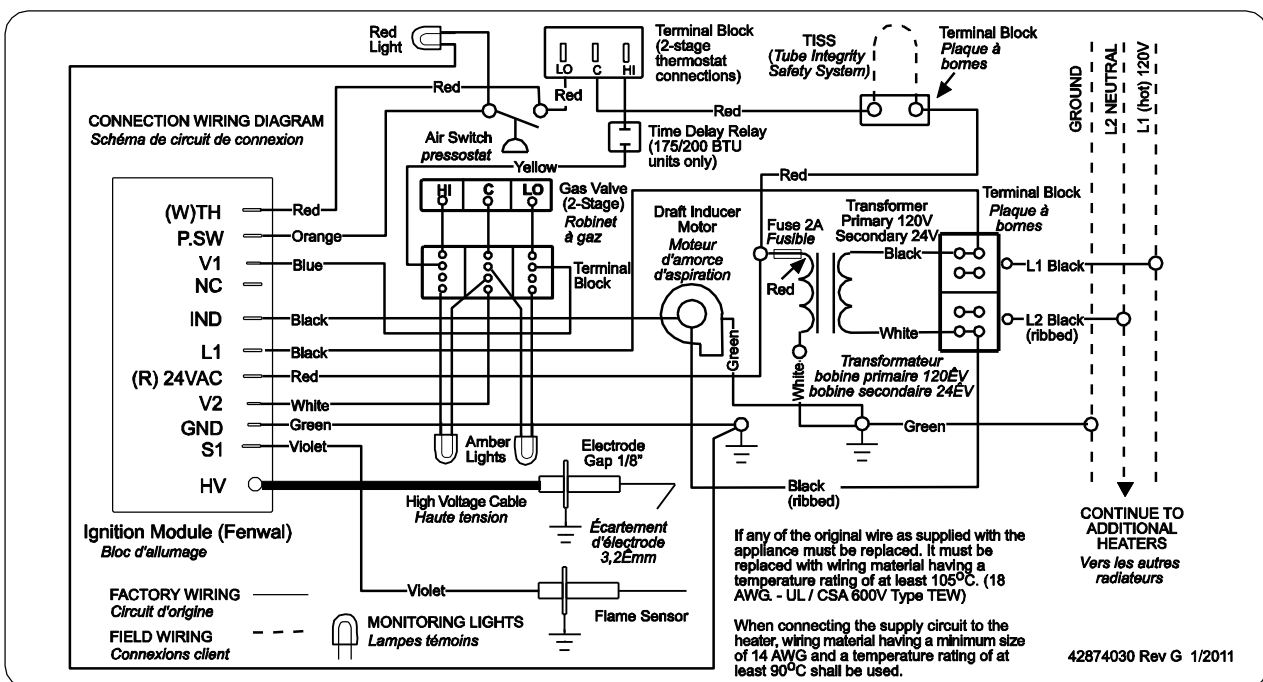 Red
Light
Terminal Block
(2-stage
thermostat
connections)
LO
C
HI
TISS
(Tube Integrity
Safety System)
Terminal Block
Plaque à
bornes
GROUND
L2 NEUTRAL
L1 (hot) 120V
Red
Red
Red
CONNECTION WIRING DIAGRAM
Schéma de circuit de connexion
Air Switch
pressostat
Time Delay Relay
(175/200 BTU
units only)
Yellow
Red
HI
C
LO
Gas Valve
(2-Stage)
Robinet
à gaz
Terminal
Block
Draft Inducer
Motor
Moteur
d'amorce
d'aspiration
Fuse 2A
Fusible
Red
Transformer
Primary 120V
Secondary 24V
Black
White
Terminal Block
Plaque à
bornes
L1 Black
L2 Black
(ribbed)
(W)TH
Red
P.SW
Orange
V1
Blue
NC
IND
Black
L1
Black
(R) 24VAC
Red
V2
White
GND
Green
S1
Violet
HV
Green
White
Transformateur
bobine primaire 120ÊV
bobine secondaire 24ÊV
Green
Amber
Lights
Electrode
Gap 1/8"
High Voltage Cable
Haute tension
Écartement
d'électrode
3,2Êmm
Black
(ribbed)
Ignition Module (Fenwal)
Bloc d'allumage
CONTINUE TO
ADDITIONAL
HEATERS
Vers les autres
radiateurs
If any of the original wire as supplied with the
appliance must be replaced. It must be
replaced with wiring material having a
temperature rating of at least 105°C. (18
AWG. - UL / CSA 600V Type TEW)
Violet
Flame Sensor
FACTORY WIRING
Circuit d'origine
FIELD WIRING
Connexions client
MONITORING LIGHTS
Lampes témoins
When connecting the supply circuit to the
heater, wiring material having a minimum size
of 14 AWG and a temperature rating of at
least 90°C shall be used.
42874030 Rev G 1/2011